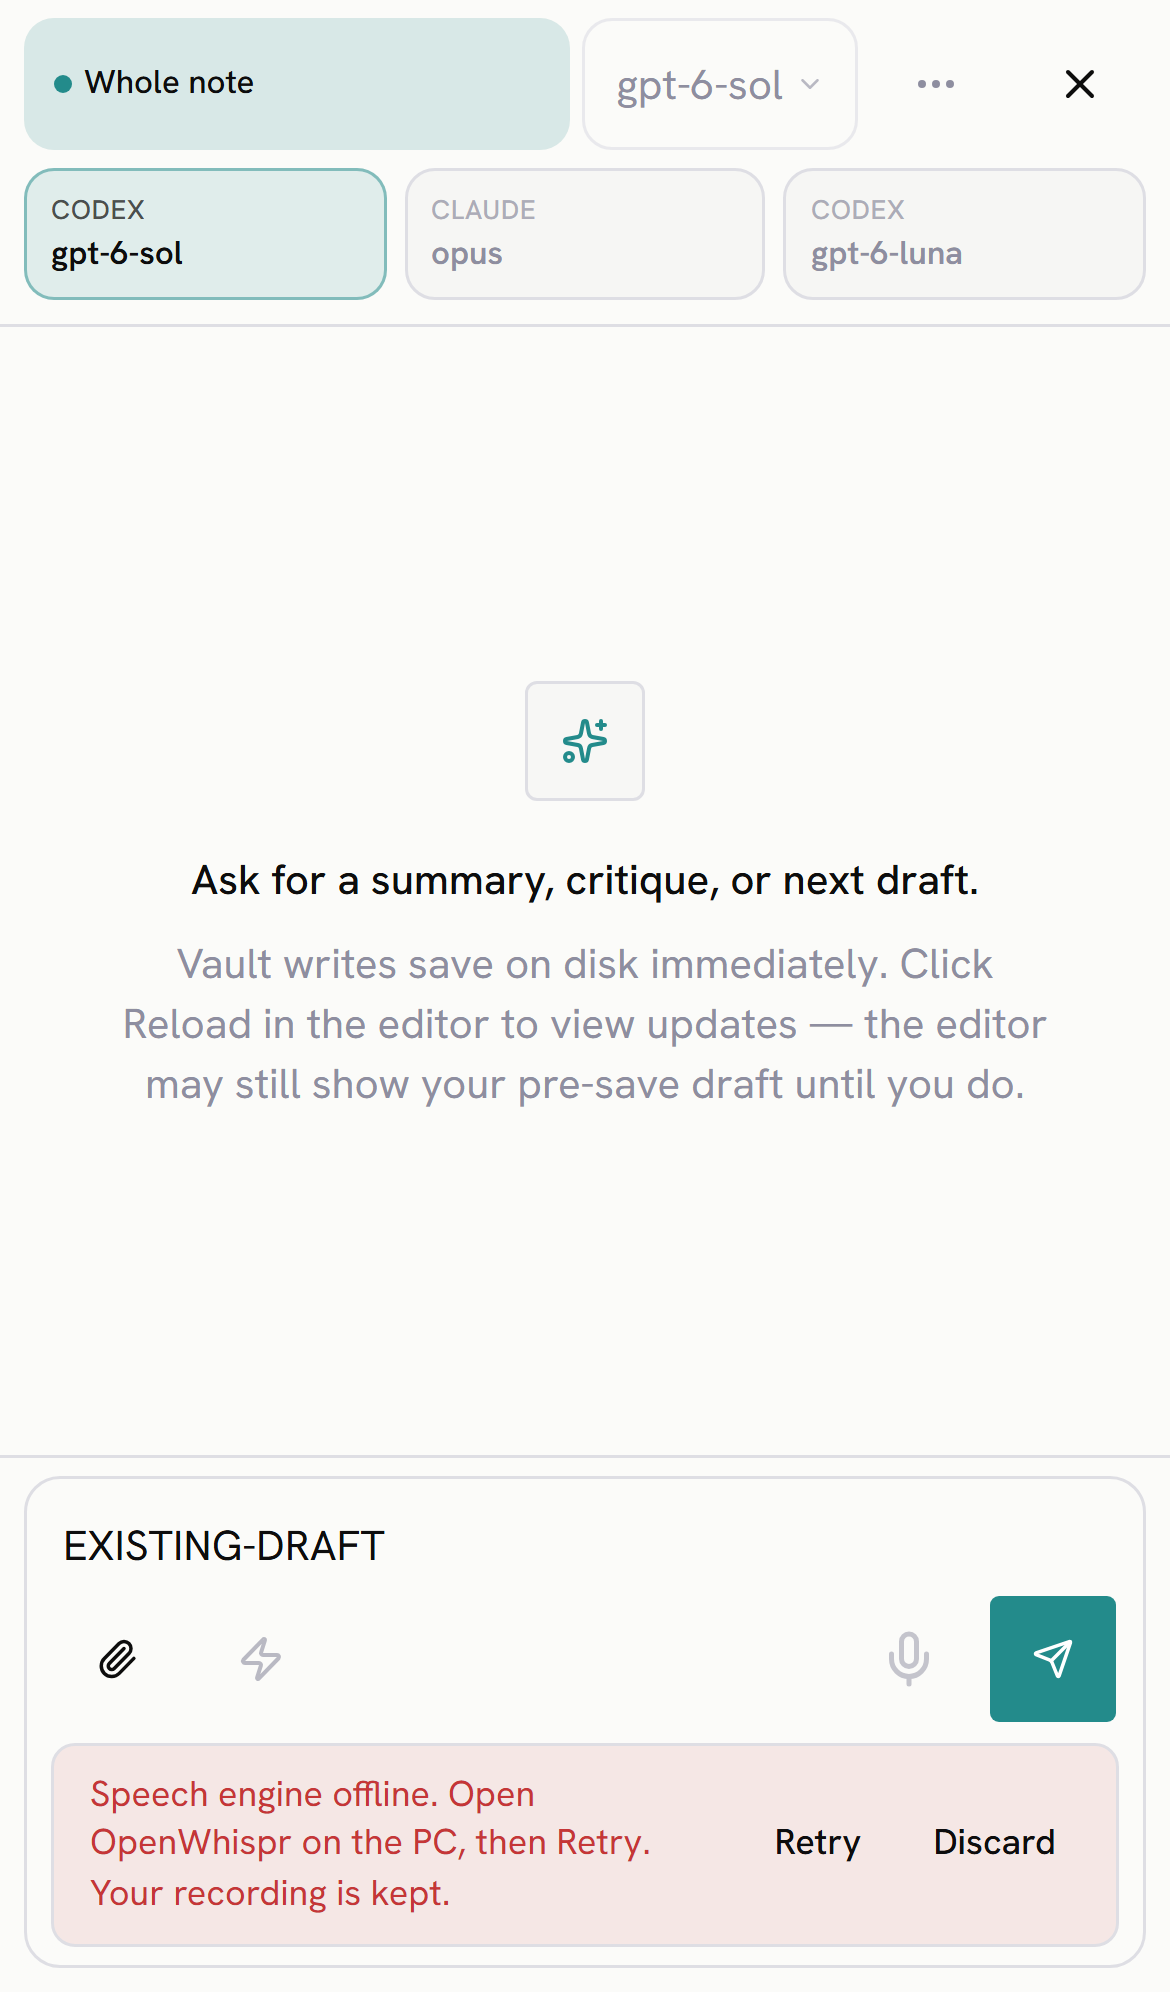 Whole note
gpt-6-sol
CODEX
gpt-6-sol
CLAUDE
opus
CODEX
gpt-6-luna
Ask for a summary, critique, or next draft.
Vault writes save on disk immediately. Click
Reload in the editor to view updates — the editor
may still show your pre-save draft until you do.
EXISTING-DRAFT
Speech engine offline. Open
OpenWhispr on the PC, then Retry.
Your recording is kept.
Retry
Discard